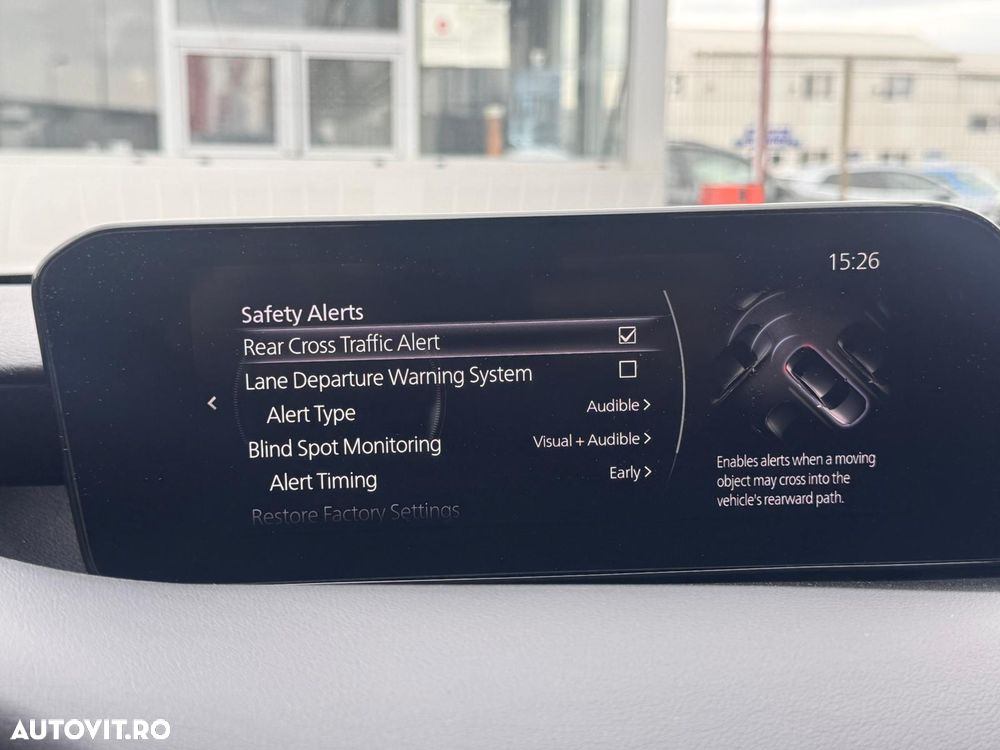 15:26
Safety Alerts
Rear Cross Traffic Alert
Lane Departure Warning System
Alert Type Audible >
Blind Spot Monitoring Visual + Audible >
Alert Timing Early >
Restore Factory Settings
Enables alerts when a moving
object may cross into the
vehicle's rearward path.
AUTOVIT.RO